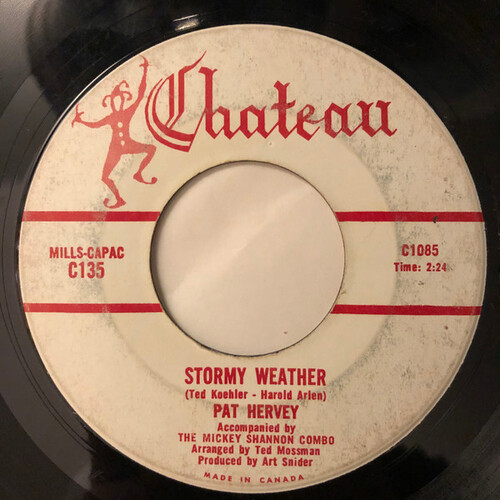 Chateau
MILLS-CAPAC
C135
C1085
Time: 2:24
STORMY WEATHER
(Ted Koehler - Harold Arlen)
PAT HERVEY
Accompanied by
THE MICKEY SHANNON COMBO
Arranged by Ted Mossman
Produced by Art Snider
MADE IN CANADA